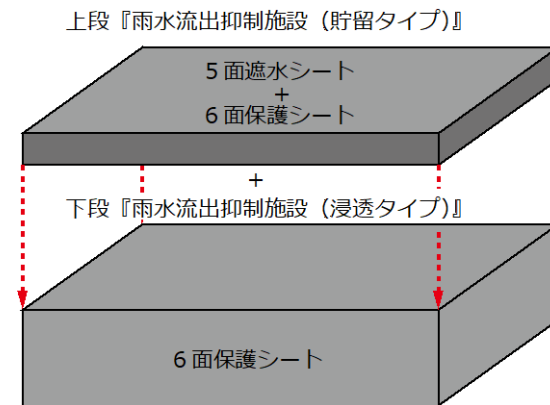 上段『雨水流出抑制施設（貯留タイプ)』
5面遮水シート
+
6面保護シート
+
下段『雨水流出抑制施設（浸透タイプ)』
6面保護シート